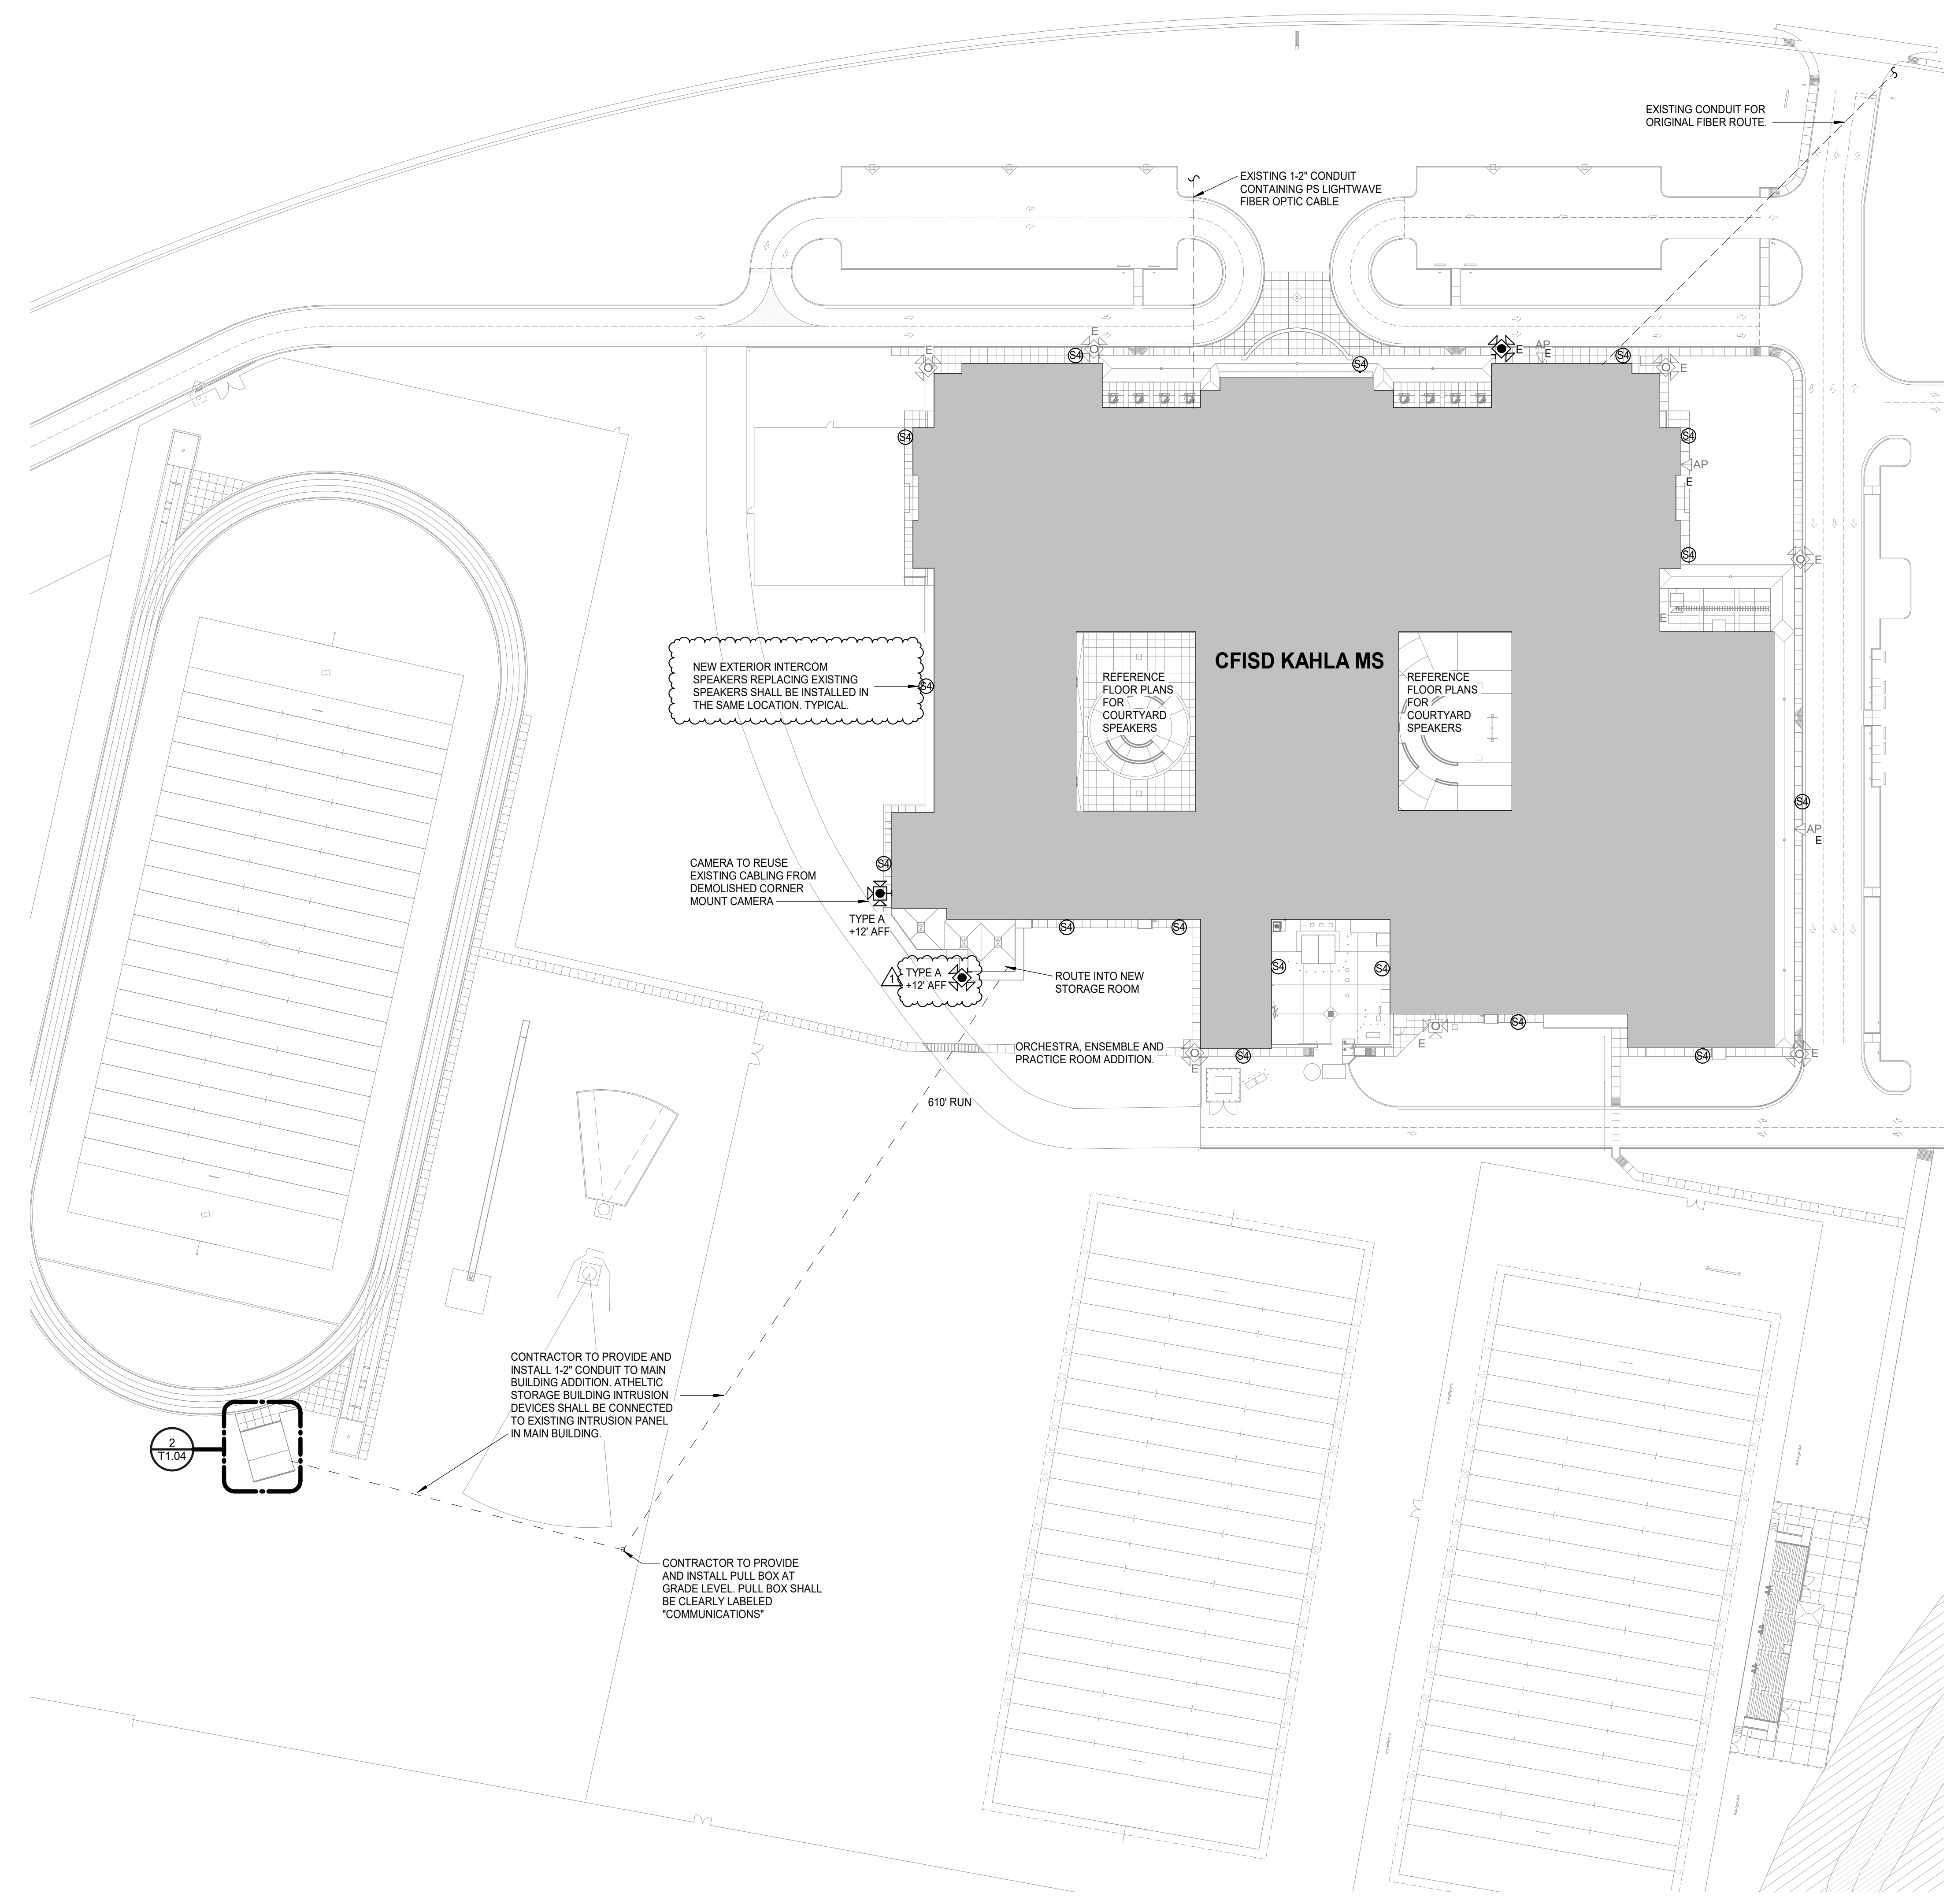 EXISTING CONDUIT FOR
ORIGINAL FIBER ROUTE.
EXISTING 1-2" CONDUIT
CONTAINING PS LIGHTWAVE
FIBER OPTIC CABLE
E
E
S4
S4
E
AP
E
S4
E
S4
S4
AP
E
S4
E
E
NEW EXTERIOR INTERCOM
SPEAKERS REPLACING EXISTING
SPEAKERS SHALL BE INSTALLED IN
THE SAME LOCATION. TYPICAL.
S4
CFISD KAHLA MS
REFERENCE
FLOOR PLANS
FOR
COURTYARD
SPEAKERS
REFERENCE
FLOOR PLANS
FOR
COURTYARD
SPEAKERS
S4
AP
E
CAMERA TO REUSE
EXISTING CABLING FROM
DEMOLISHED CORNER
MOUNT CAMERA
S4
TYPE A
+12' AFF
S4
S4
S4
S4
1
TYPE A
+12' AFF
ROUTE INTO NEW
STORAGE ROOM
ORCHESTRA, ENSEMBLE AND
PRACTICE ROOM ADDITION.
E
S4
E
S4
S4
E
610' RUN
CONTRACTOR TO PROVIDE AND
INSTALL 1-2" CONDUIT TO MAIN
BUILDING ADDITION. ATHELTIC
STORAGE BUILDING INTRUSION
DEVICES SHALL BE CONNECTED
TO EXISTING INTRUSION PANEL
IN MAIN BUILDING.
2
T1.04
CONTRACTOR TO PROVIDE
AND INSTALL PULL BOX AT
GRADE LEVEL. PULL BOX SHALL
BE CLEARLY LABELED
"COMMUNICATIONS"